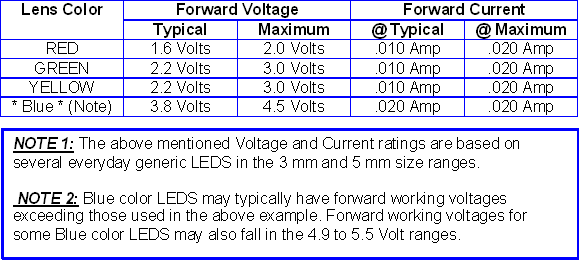 Lens Color Forward Voltage Forward Current
Typical Maximum @ Typical @ Maximum
RED 1.6 Volts 2.0 Volts .010 Amp .020 Amp
GREEN 2.2 Volts 3.0 Volts .010 Amp .020 Amp
YELLOW 2.2 Volts 3.0 Volts .010 Amp .020 Amp
* Blue * (Note) 3.8 Volts 4.5 Volts .020 Amp .020 Amp
NOTE 1: The above mentioned Voltage and Current ratings are based on
several everyday generic LEDS in the 3 mm and 5 mm size ranges.
NOTE 2: Blue color LEDS may typically have forward working voltages
exceeding those used in the above example. Forward working voltages for
some Blue color LEDS may also fall in the 4.9 to 5.5 Volt ranges.